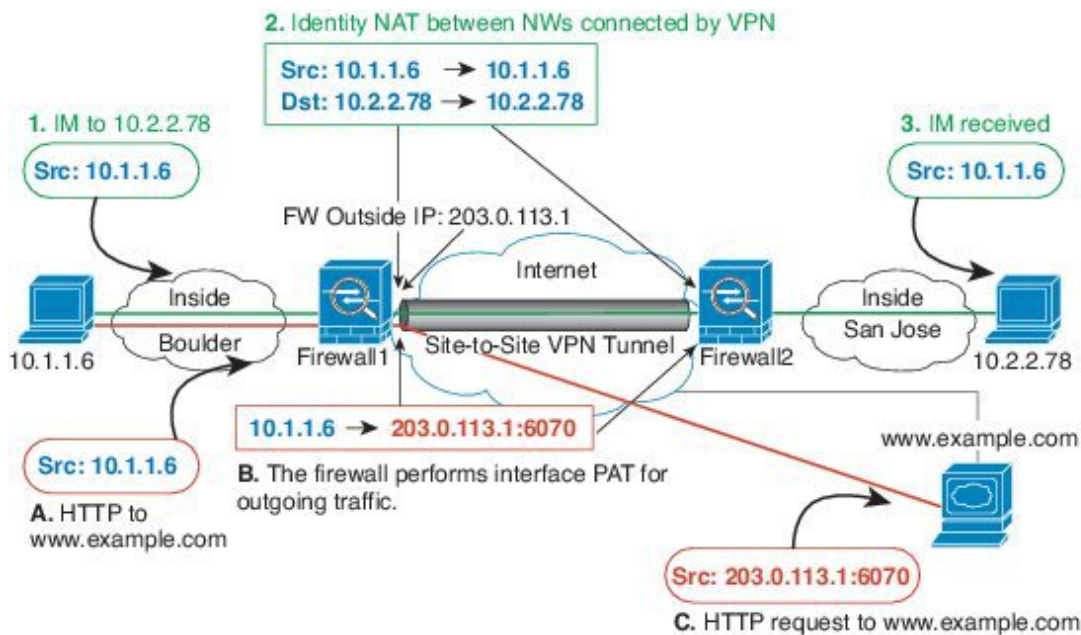 2. Identity NAT between NWs connected by VPN
Src: 10.1.1.6 → 10.1.1.6
Dst: 10.2.2.78 → 10.2.2.78
1. IM to 10.2.2.78
Src: 10.1.1.6
3. IM received
Src: 10.1.1.6
FW Outside IP: 203.0.113.1
Internet
Inside
Boulder
Inside
San Jose
10.1.1.6
Firewall1
Site-to-Site VPN Tunnel
Firewall2
10.2.2.78
10.1.1.6 → 203.0.113.1:6070
B. The firewall performs interface PAT for
outgoing traffic.
Src: 10.1.1.6
A. HTTP to
www.example.com
www.example.com
Src: 203.0.113.1:6070
C. HTTP request to www.example.com